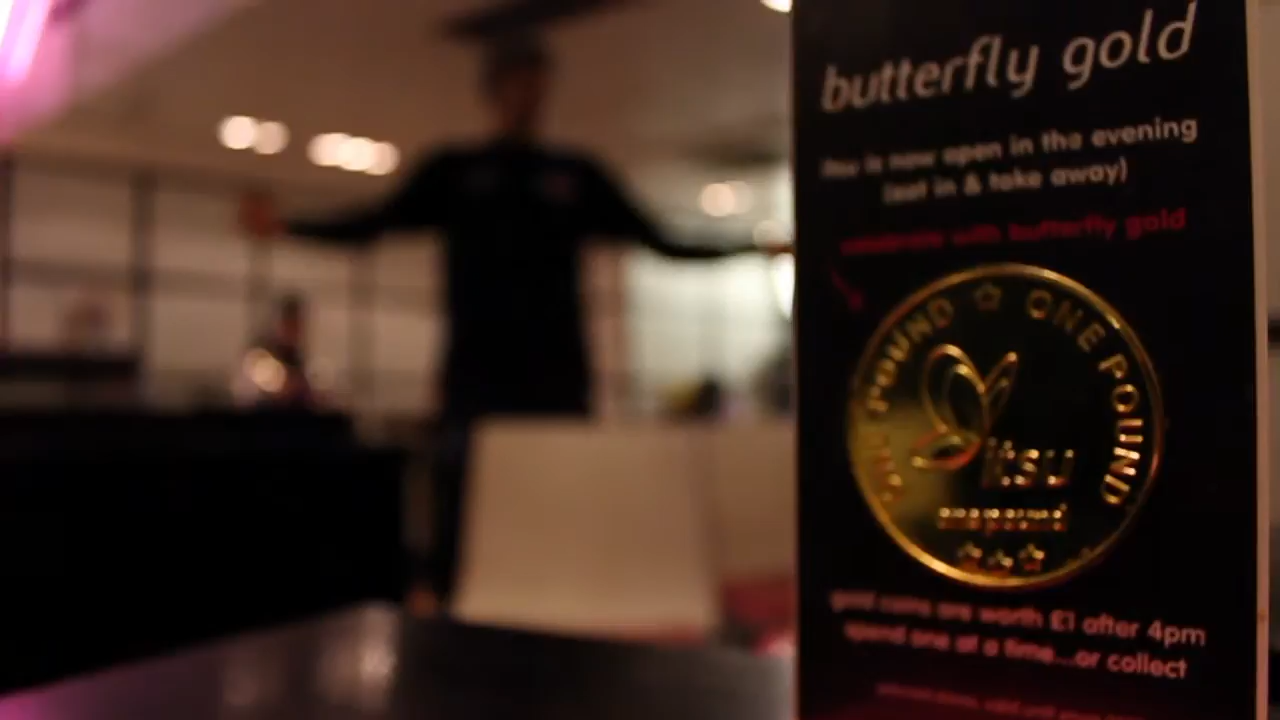 butterfly gold
itsu is now open in the evening
(eat in & take away)
celebrate with butterfly gold
ONE POUND ☆ ONE POUND
itsu
one pound
gold coins are worth £1 after 4pm
spend one at a time...or collect